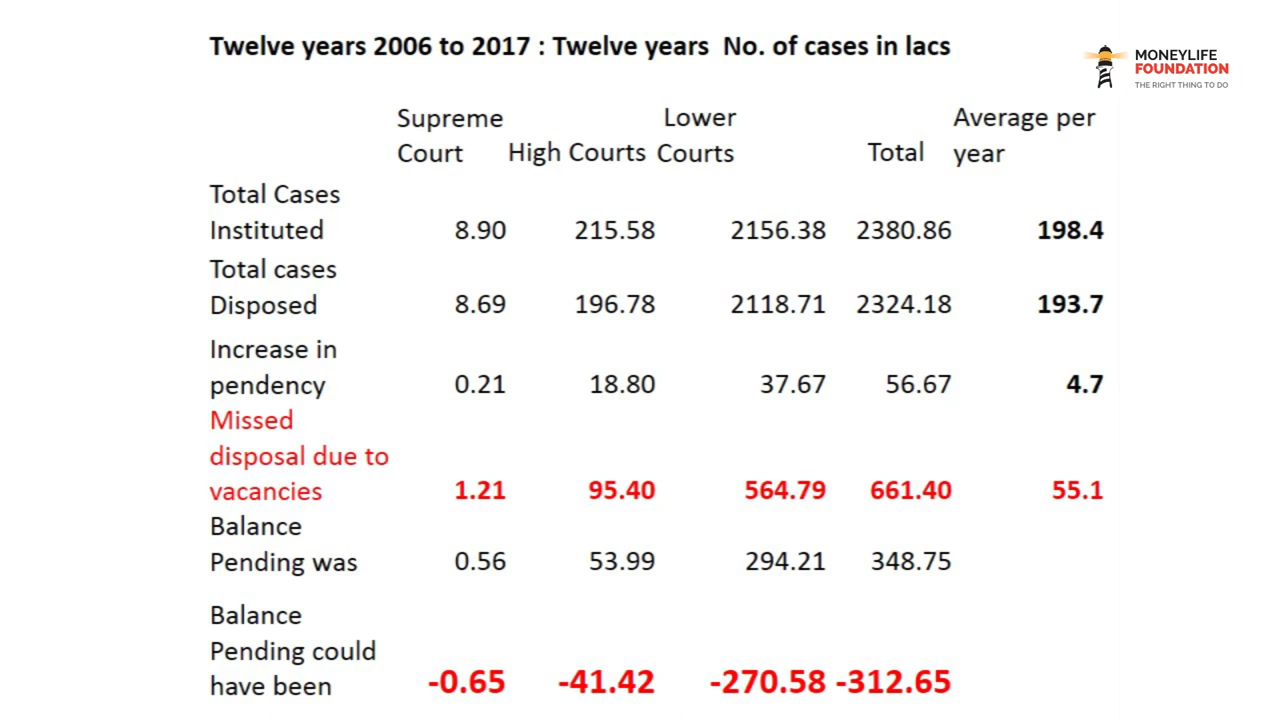 Twelve years 2006 to 2017 : Twelve years No. of cases in lacs
MONEYLIFE
FOUNDATION
THE RIGHT THING TO DO
Supreme Lower Average per
Court High Courts Courts Total year
Total Cases
Instituted 8.90 215.58 2156.38 2380.86 198.4
Total cases
Disposed 8.69 196.78 2118.71 2324.18 193.7
Increase in
pendency 0.21 18.80 37.67 56.67 4.7
Missed
disposal due to
vacancies 1.21 95.40 564.79 661.40 55.1
Balance
Pending was 0.56 53.99 294.21 348.75
Balance
Pending could
have been -0.65 -41.42 -270.58 -312.65